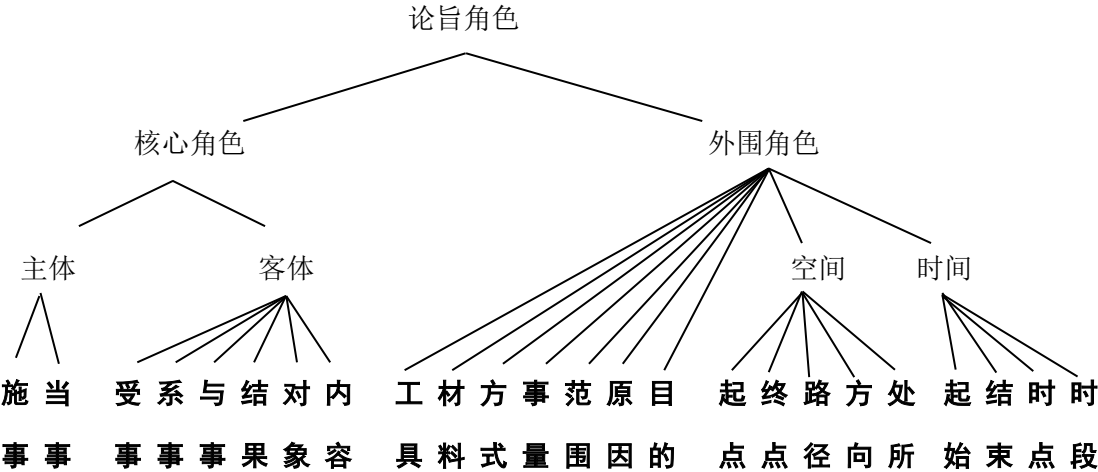 论旨角色
核心角色 外围角色
主体 客体 空间 时间
施 当 受 系 与 结 对 内 工 材 方 事 范 原 目 起 终 路 方 处 起 结 时 时
事 事 事 事 事 果 象 容 具 料 式 量 围 因 的 点 点 径 向 所 始 束 点 段